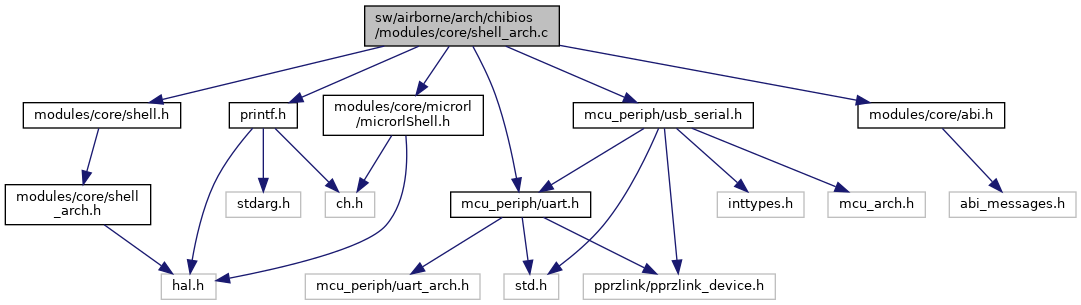 sw/airborne/arch/chibios
/modules/core/shell_arch.c
modules/core/shell.h
printf.h
modules/core/microrl
/microrlShell.h
mcu_periph/usb_serial.h
modules/core/abi.h
modules/core/shell
_arch.h
stdarg.h
ch.h
mcu_periph/uart.h
inttypes.h
mcu_arch.h
abi_messages.h
hal.h
mcu_periph/uart_arch.h
std.h
pprzlink/pprzlink_device.h